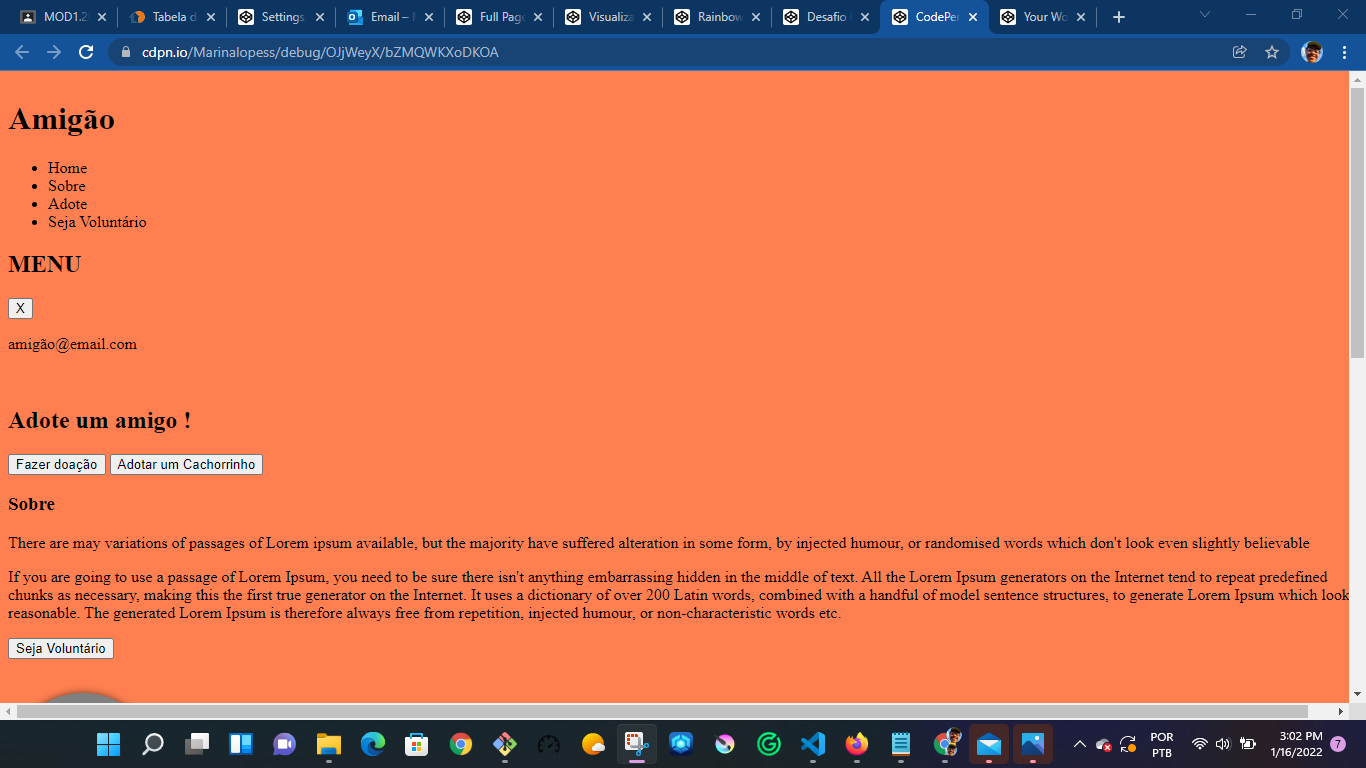 MOD1.2
Tabela d
Settings
Email –
Full Page
Visualiza
Rainbow
Desafio
CodePen
Your Wo
cdpn.io/Marinalopess/debug/OJjWeyX/bZMQWKXoDKOA
Amigão
Home
Sobre
Adote
Seja Voluntário
MENU
X
amigão@email.com
Adote um amigo !
Fazer doação Adotar um Cachorrinho
Sobre
There are may variations of passages of Lorem ipsum available, but the majority have suffered alteration in some form, by injected humour, or randomised words which don't look even slightly believable
If you are going to use a passage of Lorem Ipsum, you need to be sure there isn't anything embarrassing hidden in the middle of text. All the Lorem Ipsum generators on the Internet tend to repeat predefined
chunks as necessary, making this the first true generator on the Internet. It uses a dictionary of over 200 Latin words, combined with a handful of model sentence structures, to generate Lorem Ipsum which look
reasonable. The generated Lorem Ipsum is therefore always free from repetition, injected humour, or non-characteristic words etc.
Seja Voluntário
POR
PTB
3:02 PM
1/16/2022
7